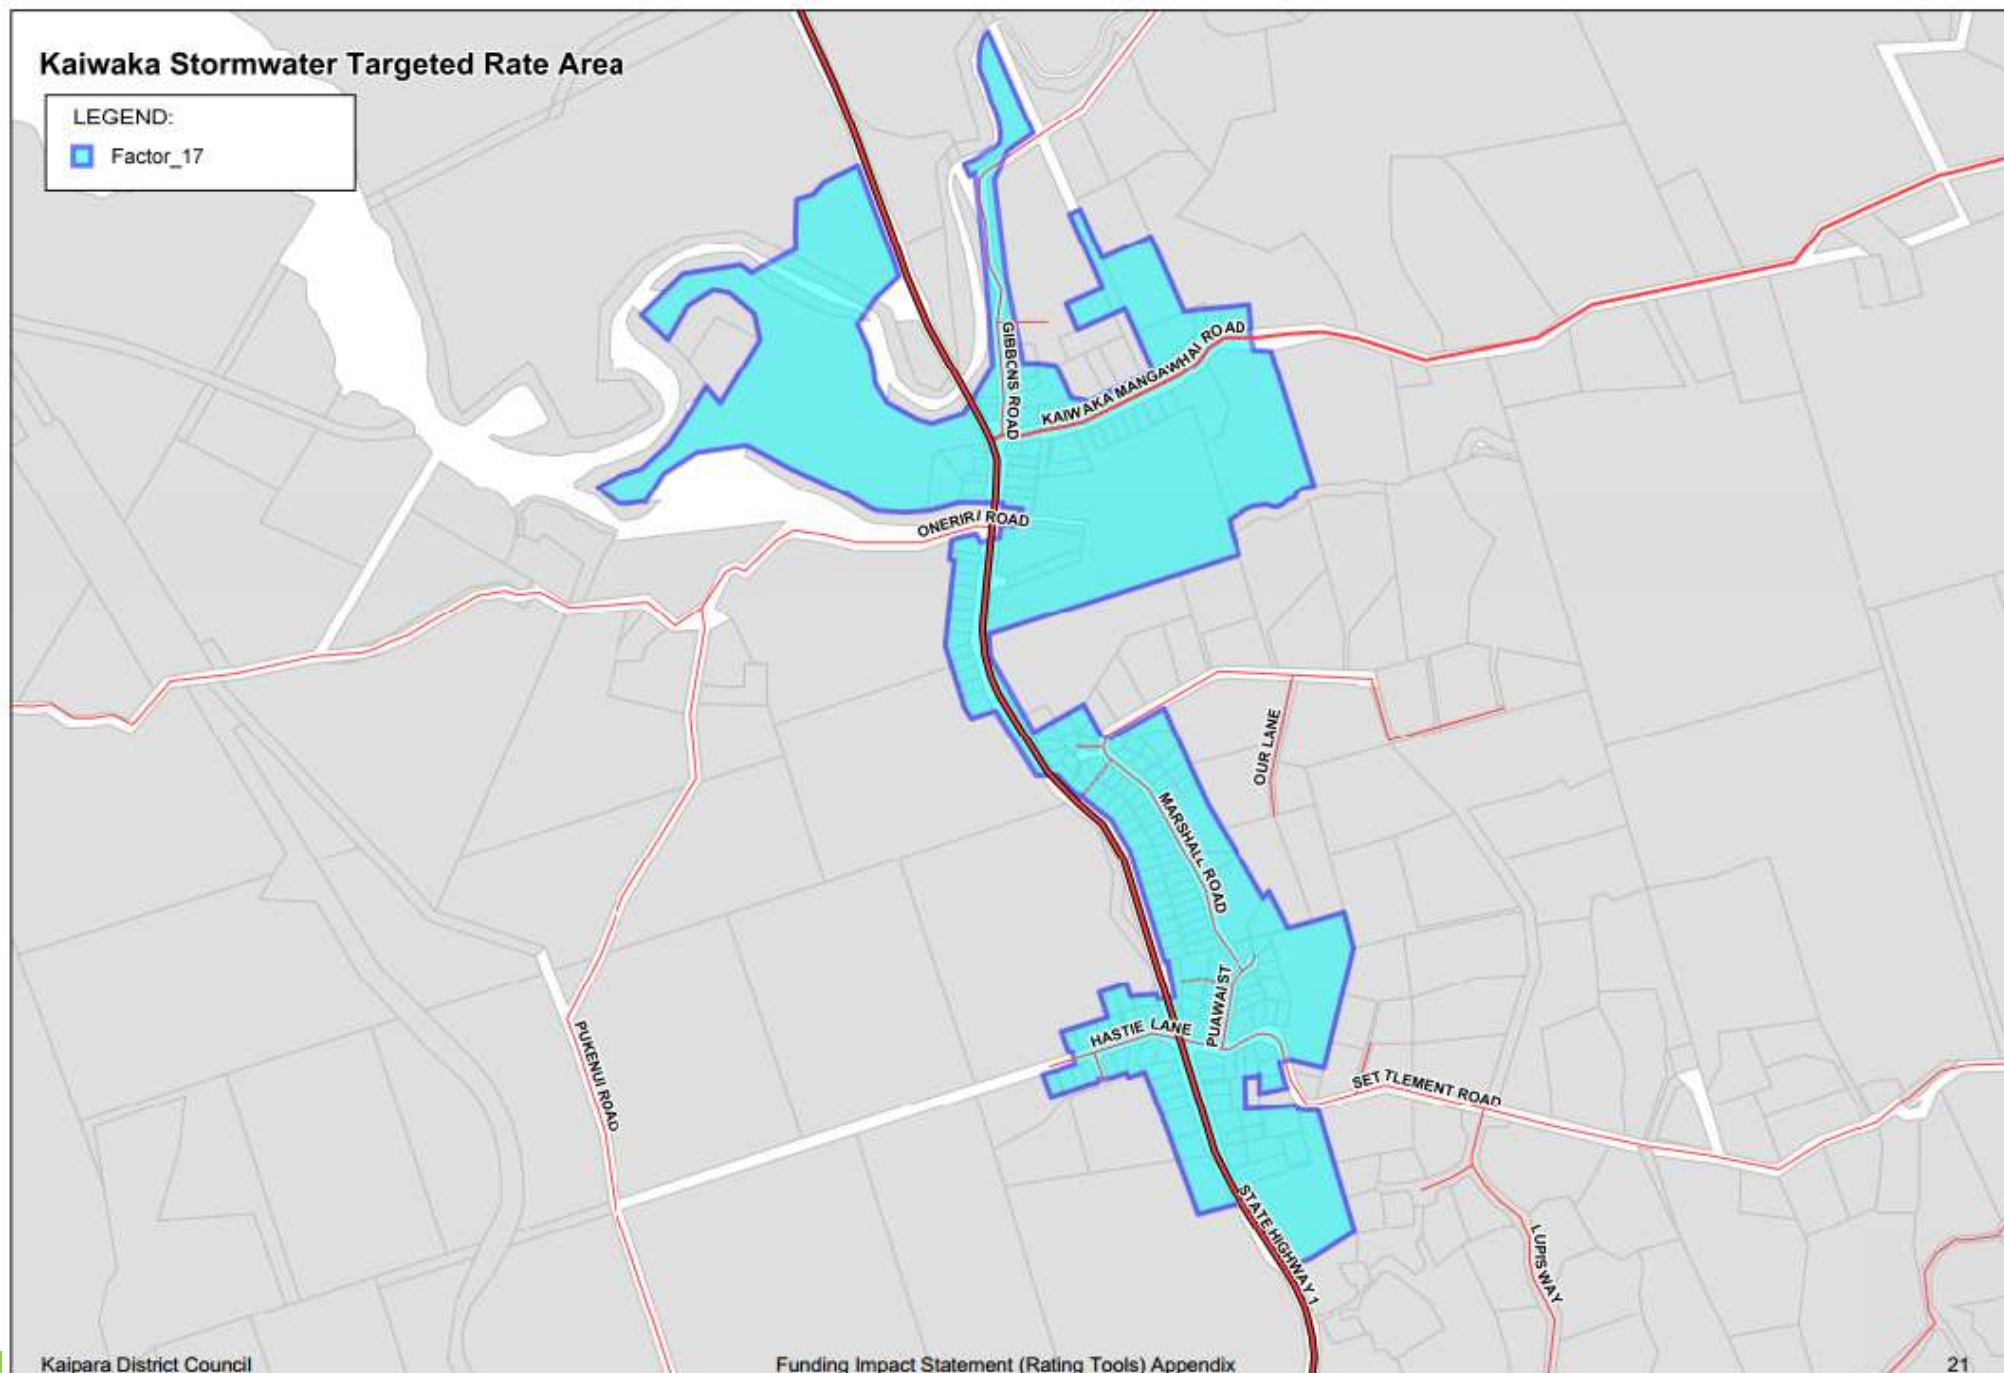 Kaiwaka Stormwater Targeted Rate Area
LEGEND:
Factor_17
GIBBONS ROAD
KAIWAKA MANGAWHAI ROAD
ONERIRI ROAD
OUR LANE
MARSHALL ROAD
PUAWAI ST
HASTIE LANE
PUKENUI ROAD
SETTLEMENT ROAD
STATE HIGHWAY 1
LUPIS WAY
Kaipara District Council
Funding Impact Statement (Rating Tools) Appendix
21